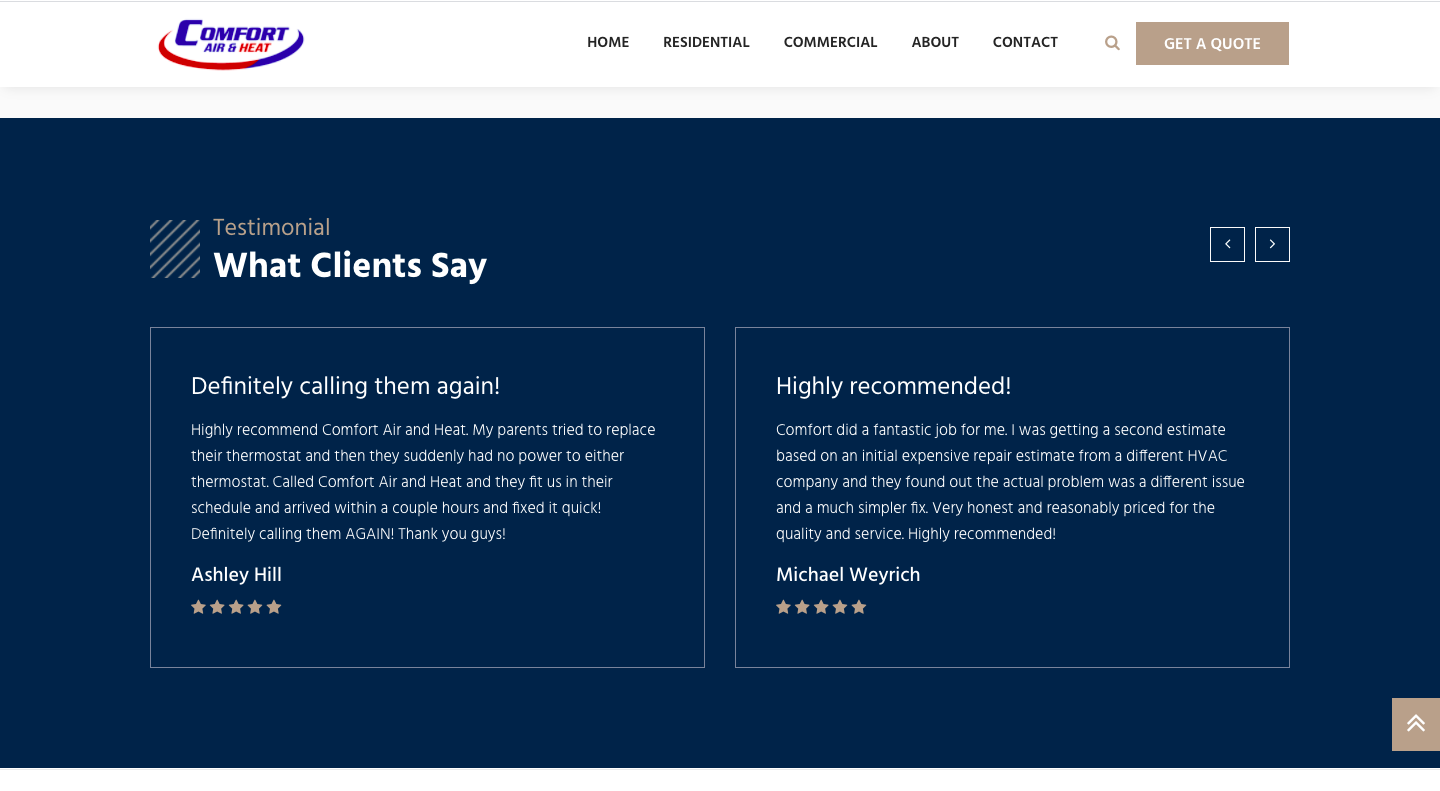 COMFORT
AIR & HEAT
HOME
RESIDENTIAL
COMMERCIAL
ABOUT
CONTACT
GET A QUOTE
Testimonial
What Clients Say
Definitely calling them again!
Highly recommend Comfort Air and Heat. My parents tried to replace
their thermostat and then they suddenly had no power to either
thermostat. Called Comfort Air and Heat and they fit us in their
schedule and arrived within a couple hours and fixed it quick!
Definitely calling them AGAIN! Thank you guys!
Ashley Hill
Highly recommended!
Comfort did a fantastic job for me. I was getting a second estimate
based on an initial expensive repair estimate from a different HVAC
company and they found out the actual problem was a different issue
and a much simpler fix. Very honest and reasonably priced for the
quality and service. Highly recommended!
Michael Weyrich